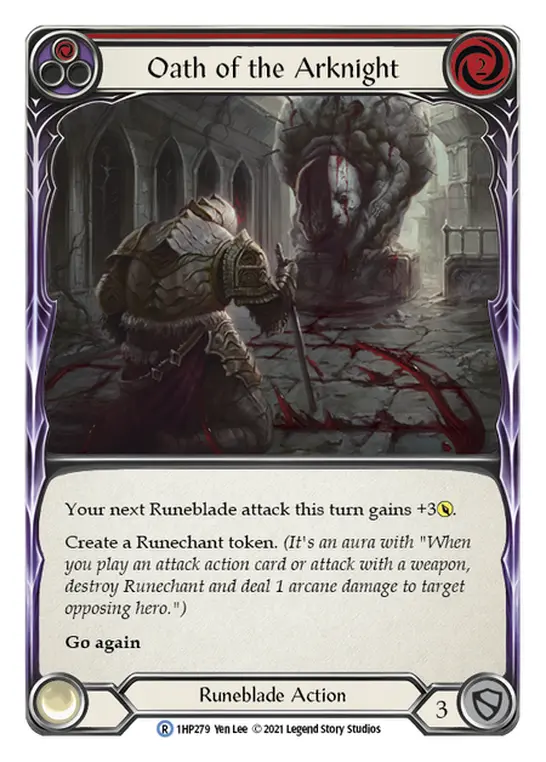 Oath of the Arknight
2
Your next Runeblade attack this turn gains +3.
Create a Runechant token. (It's an aura with "When
you play an attack action card or attack with a weapon,
destroy Runechant and deal 1 arcane damage to target
opposing hero.")
Go again
Runeblade Action
3
R 1HP279 Yen Lee © 2021 Legend Story Studios